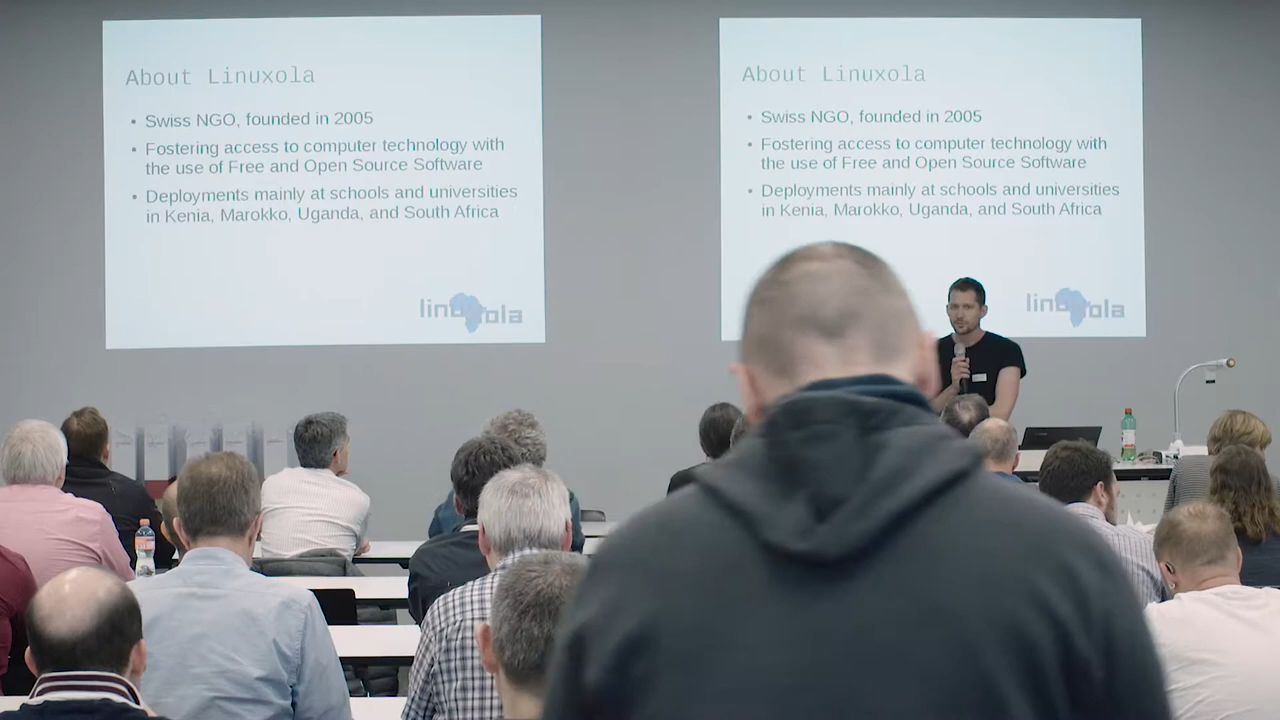 About Linuxola
• Swiss NGO, founded in 2005
• Fostering access to computer technology with
the use of Free and Open Source Software
• Deployments mainly at schools and universities
in Kenia, Marokko, Uganda, and South Africa
linuxola
About Linuxola
• Swiss NGO, founded in 2005
• Fostering access to computer technology with
the use of Free and Open Source Software
• Deployments mainly at schools and universities
in Kenia, Marokko, Uganda, and South Africa
linuxola